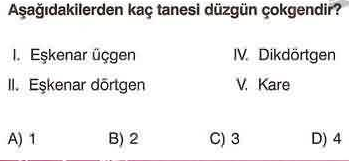 Aşağıdakilerden kaç tanesi düzgün çokgendir?
I. Eşkenar üçgen IV. Dikdörtgen
II. Eşkenar dörtgen V. Kare
A) 1 B) 2 C) 3 D) 4